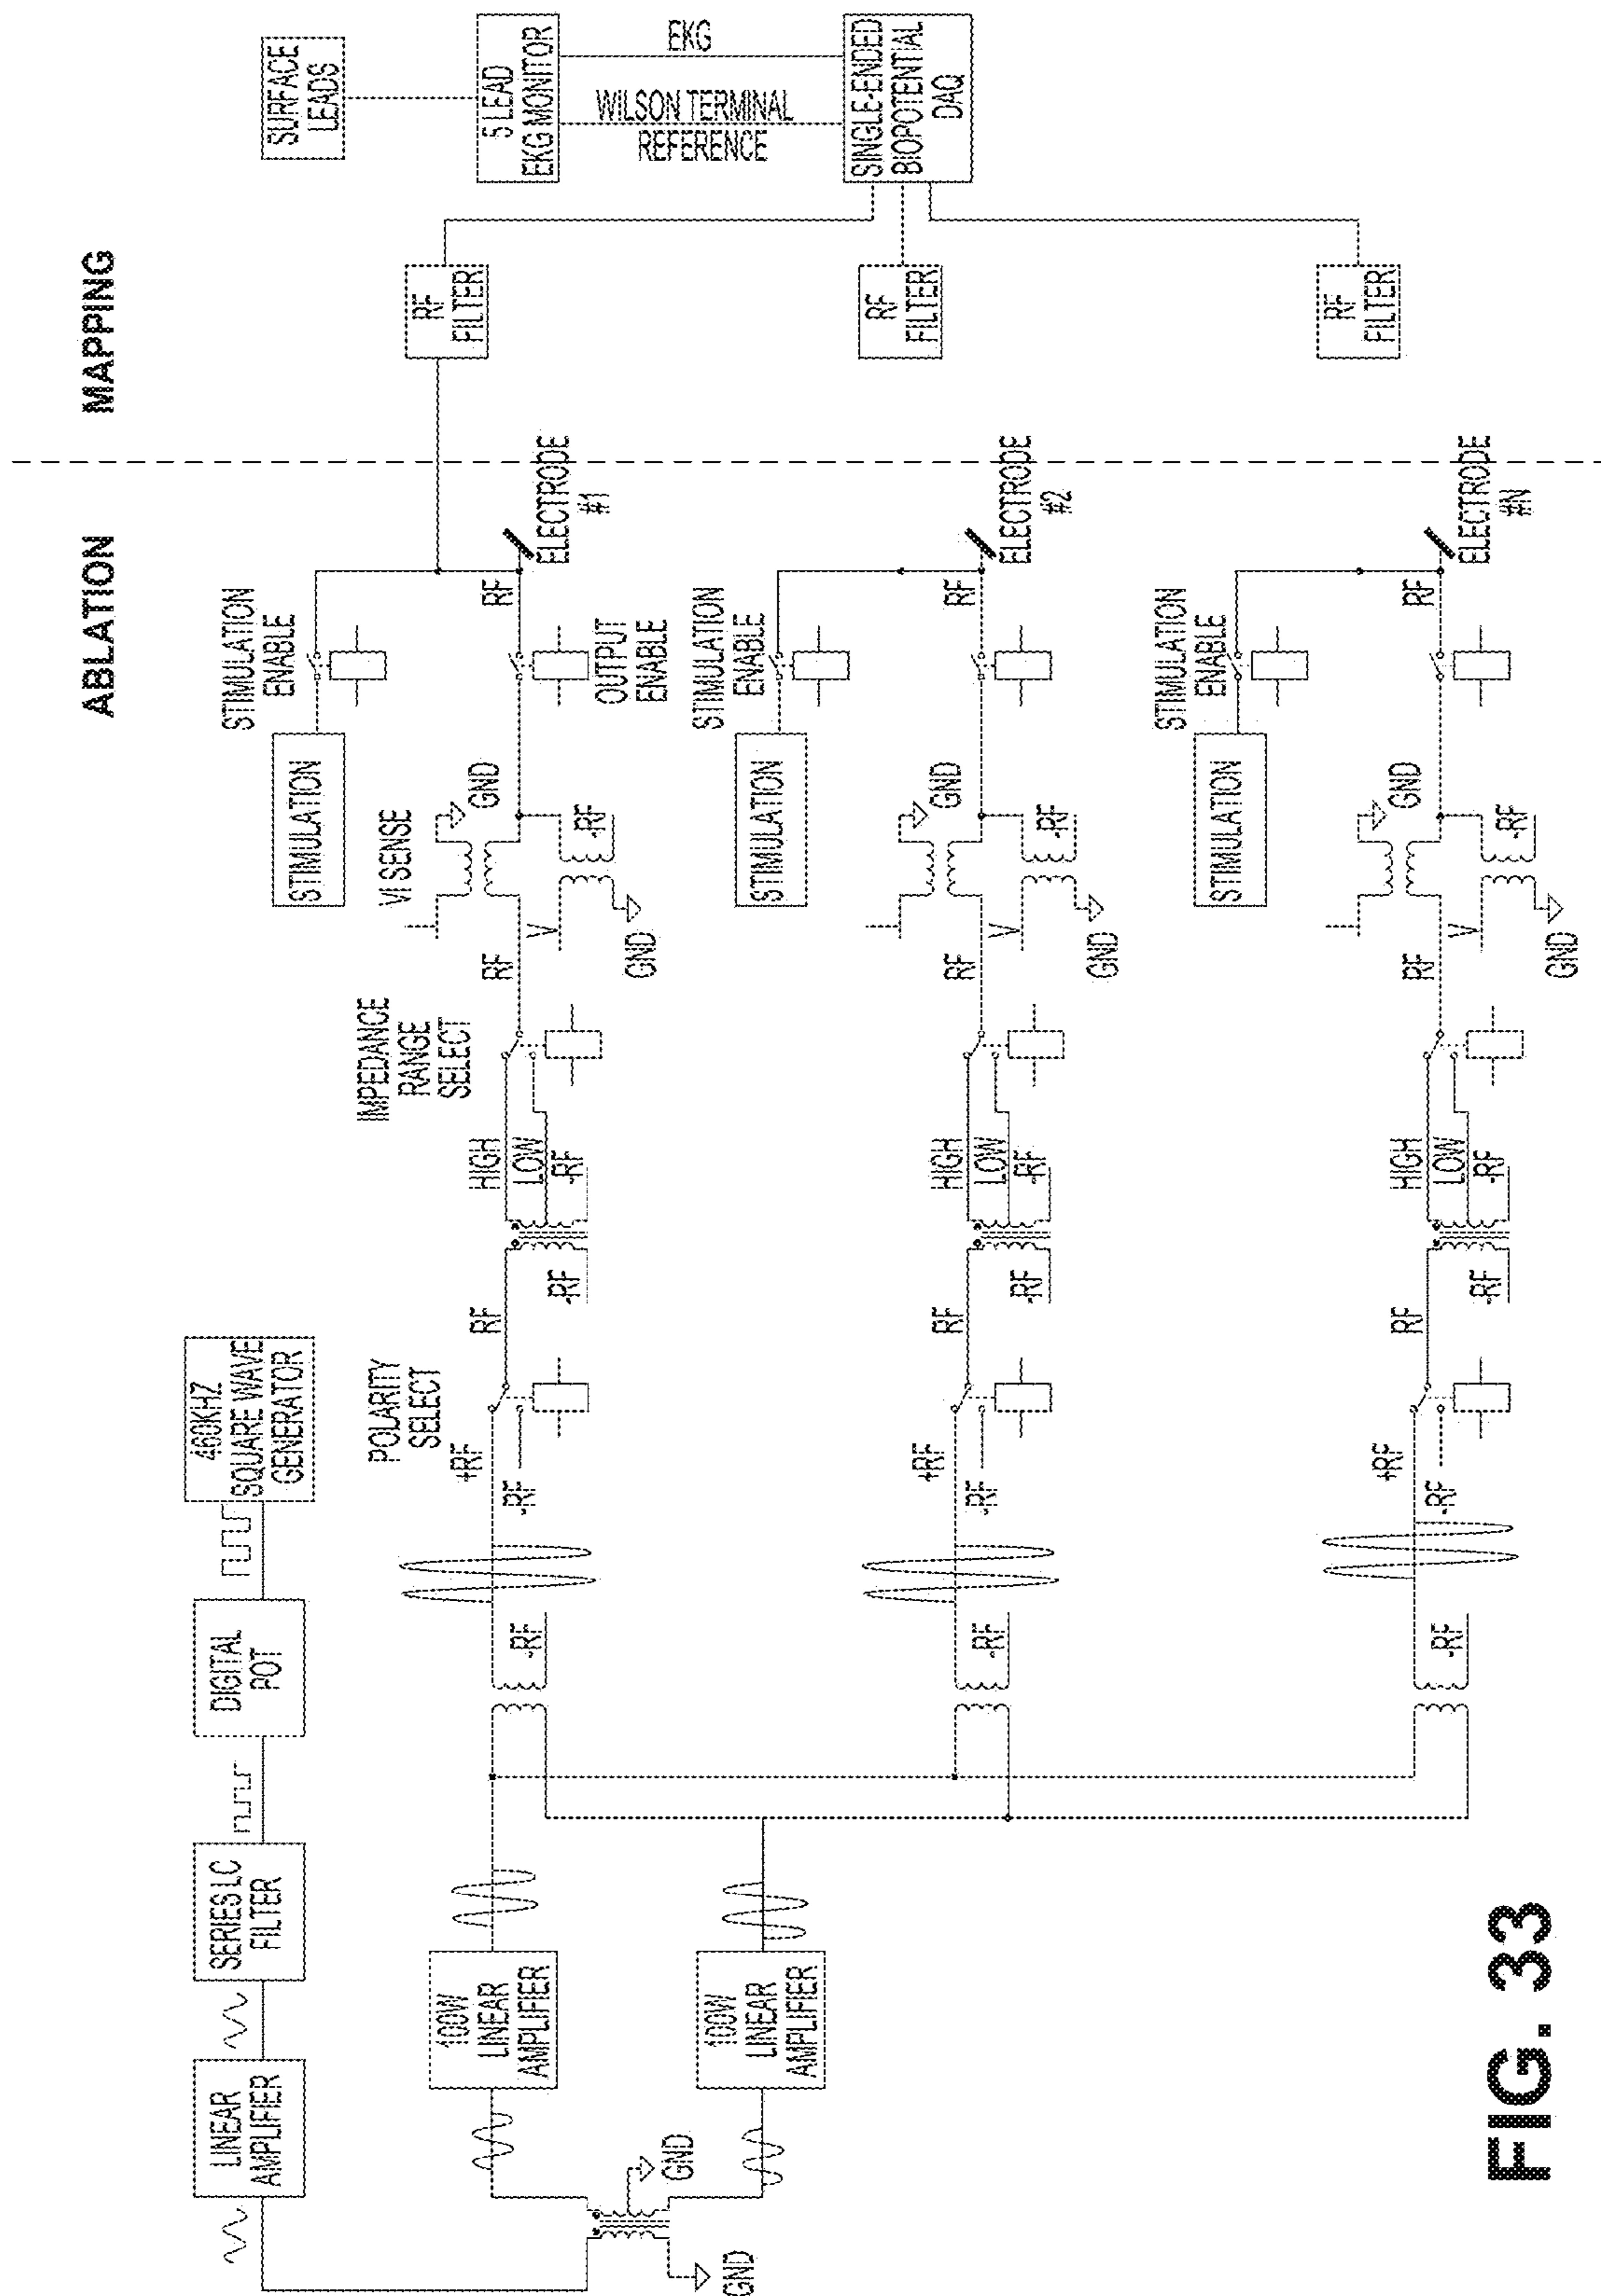 ABLATION
MAPPING
LINEAR
AMPLIFIER
SERIES LC
FILTER
DIGITAL
POT
460KHZ
SQUARE WAVE
GENERATOR
STIMULATION
STIMULATION
ENABLE
SURFACE
LEADS
100W
LINEAR
AMPLIFIER
-RF
+RF
-RF
POLARITY
SELECT
RF
-RF
HIGH
LOW
-RF
IMPEDANCE
RANGE
SELECT
RF
VI SENSE
I
V
GND
GND
-RF
OUTPUT
ENABLE
RF
ELECTRODE
#1
RF
FILTER
5 LEAD
EKG MONITOR
WILSON TERMINAL
REFERENCE
EKG
SINGLE-ENDED
BIOPOTENTIAL
DAQ
GND
GND
100W
LINEAR
AMPLIFIER
-RF
+RF
-RF
RF
-RF
HIGH
LOW
-RF
RF
I
V
GND
GND
-RF
STIMULATION
STIMULATION
ENABLE
RF
ELECTRODE
#2
RF
FILTER
-RF
+RF
-RF
RF
-RF
HIGH
LOW
-RF
RF
I
V
GND
GND
-RF
STIMULATION
STIMULATION
ENABLE
RF
ELECTRODE
#N
RF
FILTER
FIG. 33